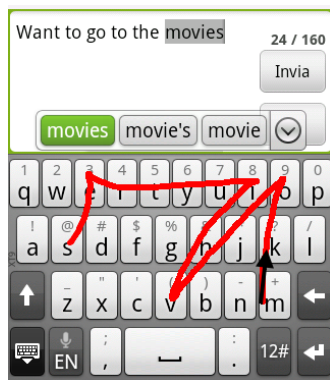 Want to go to the movies
24 / 160
Invia
movies movie's movie
1 2 3 4 5 6 7 8 9 0
q w e r t y u i o p
! @ # $ % & * ? /
a s d f g h j k l
_ " ' ( ) - +
z x c v b n m
EN ; , : . 12#